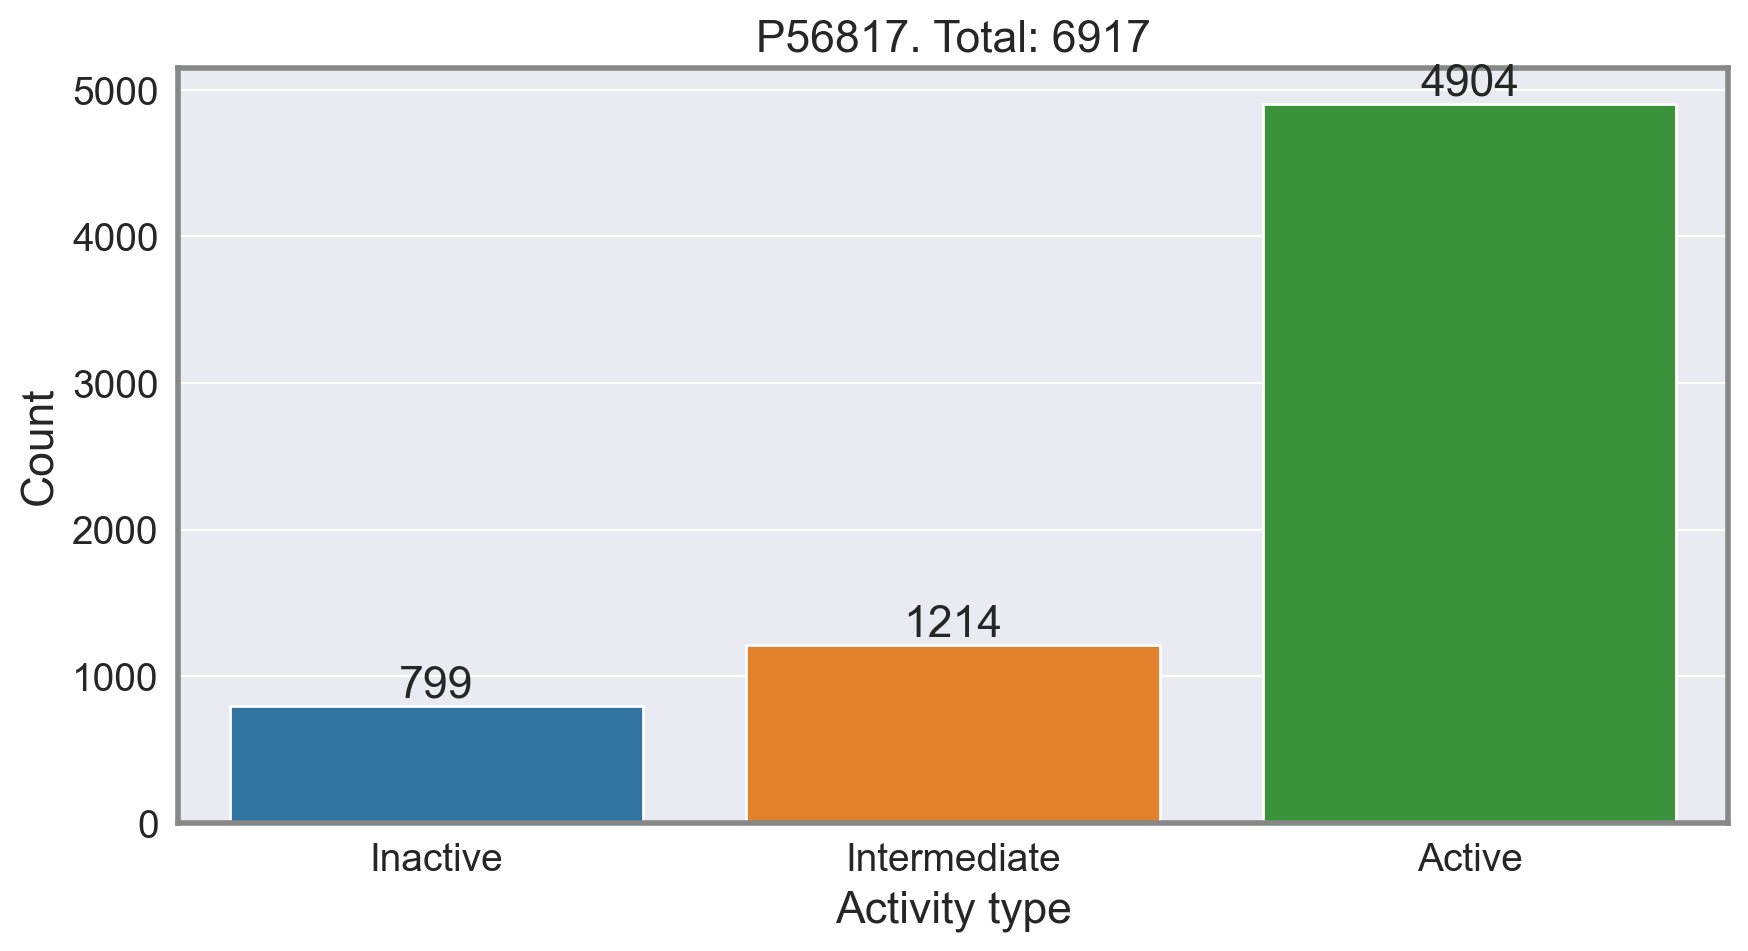 P56817. Total: 6917
5000
4000
3000
2000
1000
0
Count
799
1214
4904
Inactive
Intermediate
Active
Activity type